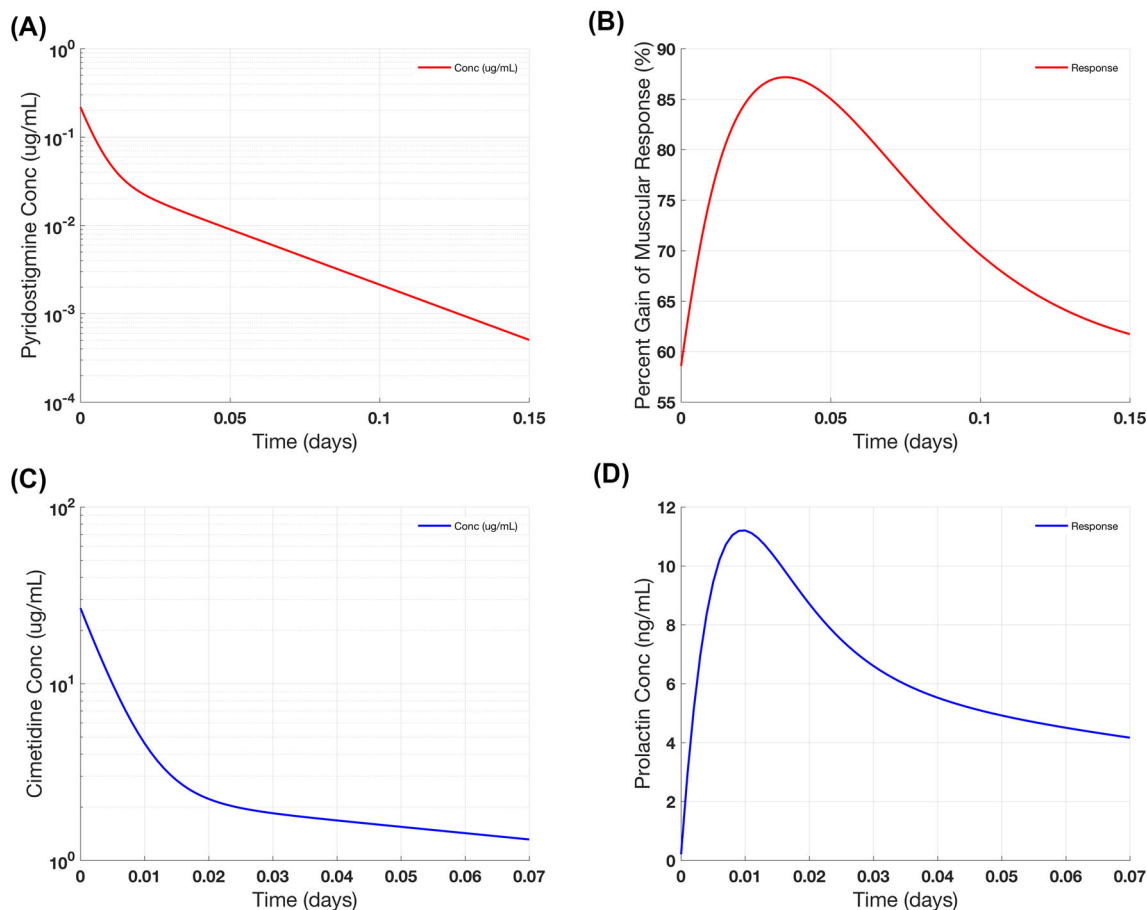 (A)
Pyridostigmine Conc (ug/mL)
10^0
10^-1
10^-2
10^-3
10^-4
Conc (ug/mL)
0 0.05 0.1 0.15
Time (days)
(B)
Percent Gain of Muscular Response (%)
90
85
80
75
70
65
60
55
Response
0 0.05 0.1 0.15
Time (days)
(C)
Cimetidine Conc (ug/mL)
10^2
10^1
10^0
Conc (ug/mL)
0 0.01 0.02 0.03 0.04 0.05 0.06 0.07
Time (days)
(D)
Prolactin Conc (ng/mL)
12
10
8
6
4
2
0
Response
0 0.01 0.02 0.03 0.04 0.05 0.06 0.07
Time (days)